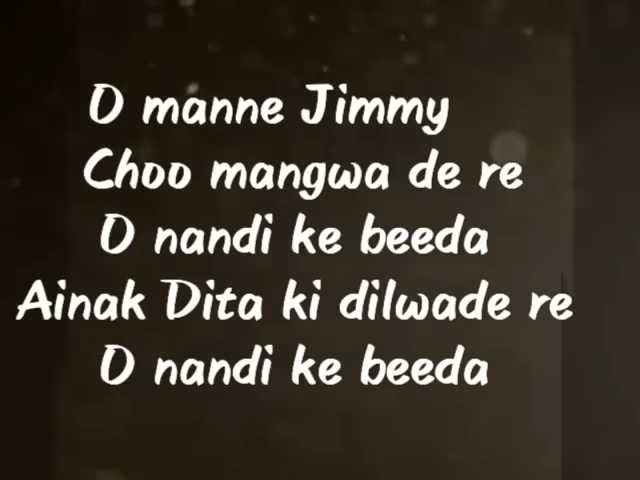 O manne Jimmy
Choo mangwa de re
O nandi ke beeda
Ainak Dita ki dilwade re
O nandi ke beeda